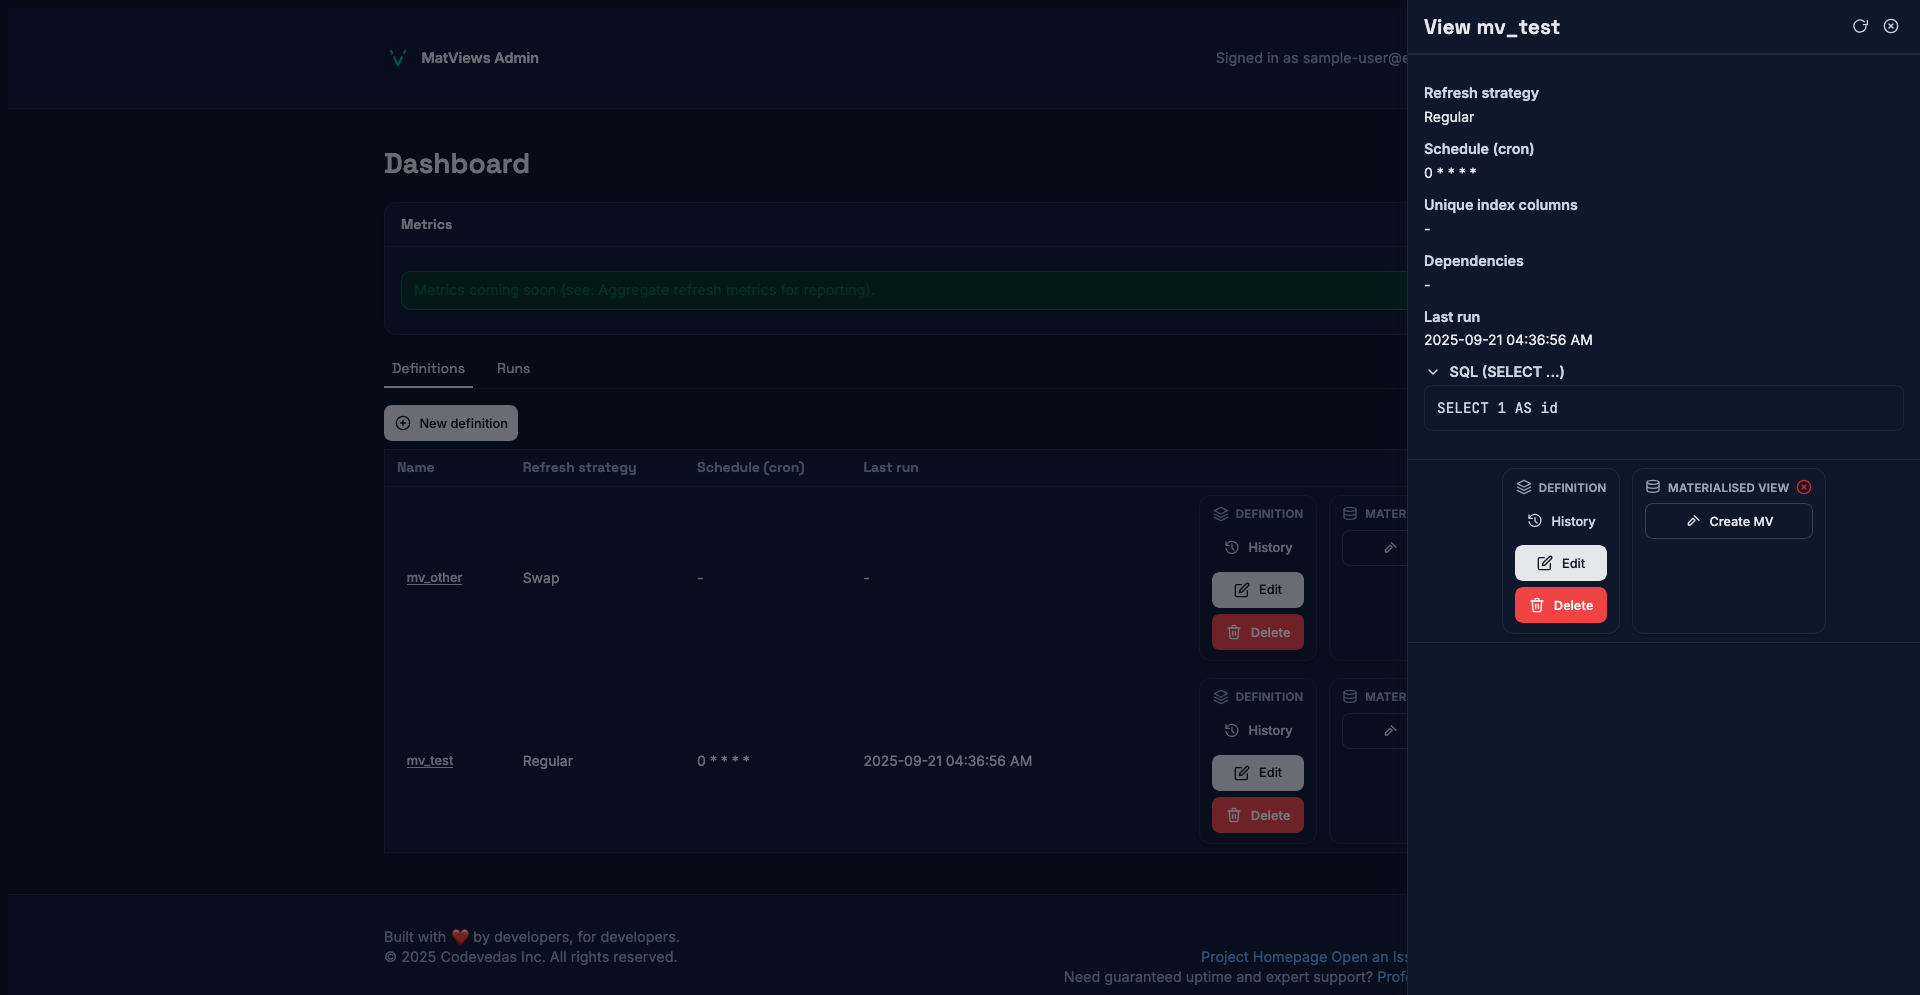 MatViews Admin
Signed in as sample-user@e
Dashboard
Metrics
Metrics coming soon (see: Aggregate refresh metrics for reporting).
Definitions
Runs
New definition
Name
Refresh strategy
Schedule (cron)
Last run
mv_other
Swap
-
-
DEFINITION
History
Edit
Delete
MATER
mv_test
Regular
0 * * * *
2025-09-21 04:36:56 AM
DEFINITION
History
Edit
Delete
MATER
Built with ❤️ by developers, for developers.
© 2025 Codevedas Inc. All rights reserved.
Project Homepage Open an Iss
Need guaranteed uptime and expert support? Profe
View mv_test
Refresh strategy
Regular
Schedule (cron)
0 * * * *
Unique index columns
-
Dependencies
-
Last run
2025-09-21 04:36:56 AM
SQL (SELECT ...)
SELECT 1 AS id
DEFINITION
History
Edit
Delete
MATERIALISED VIEW
Create MV